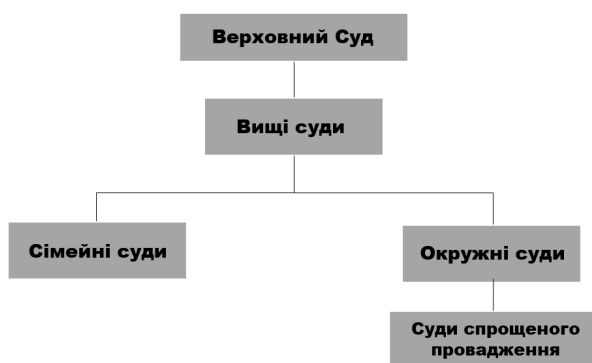 Верховний Суд
Вищі суди
Сімейні суди
Окружні суди
Суди спрощеного
провадження